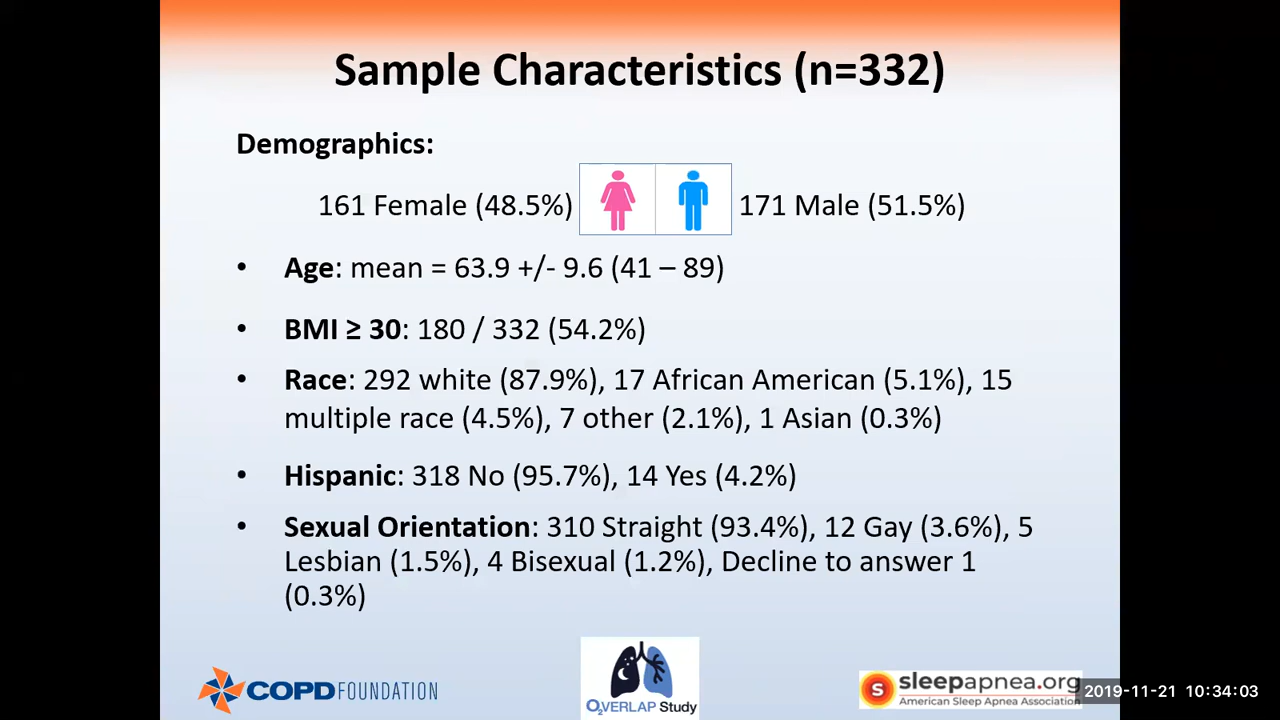 Sample Characteristics (n=332)
Demographics:
161 Female (48.5%) 171 Male (51.5%)
• Age: mean = 63.9 +/- 9.6 (41 – 89)
• BMI ≥ 30: 180 / 332 (54.2%)
• Race: 292 white (87.9%), 17 African American (5.1%), 15
multiple race (4.5%), 7 other (2.1%), 1 Asian (0.3%)
• Hispanic: 318 No (95.7%), 14 Yes (4.2%)
• Sexual Orientation: 310 Straight (93.4%), 12 Gay (3.6%), 5
Lesbian (1.5%), 4 Bisexual (1.2%), Decline to answer 1
(0.3%)
COPD FOUNDATION
O2VERLAP Study
S sleepapnea.org
American Sleep Apnea Association
2019-11-21 10:34:03